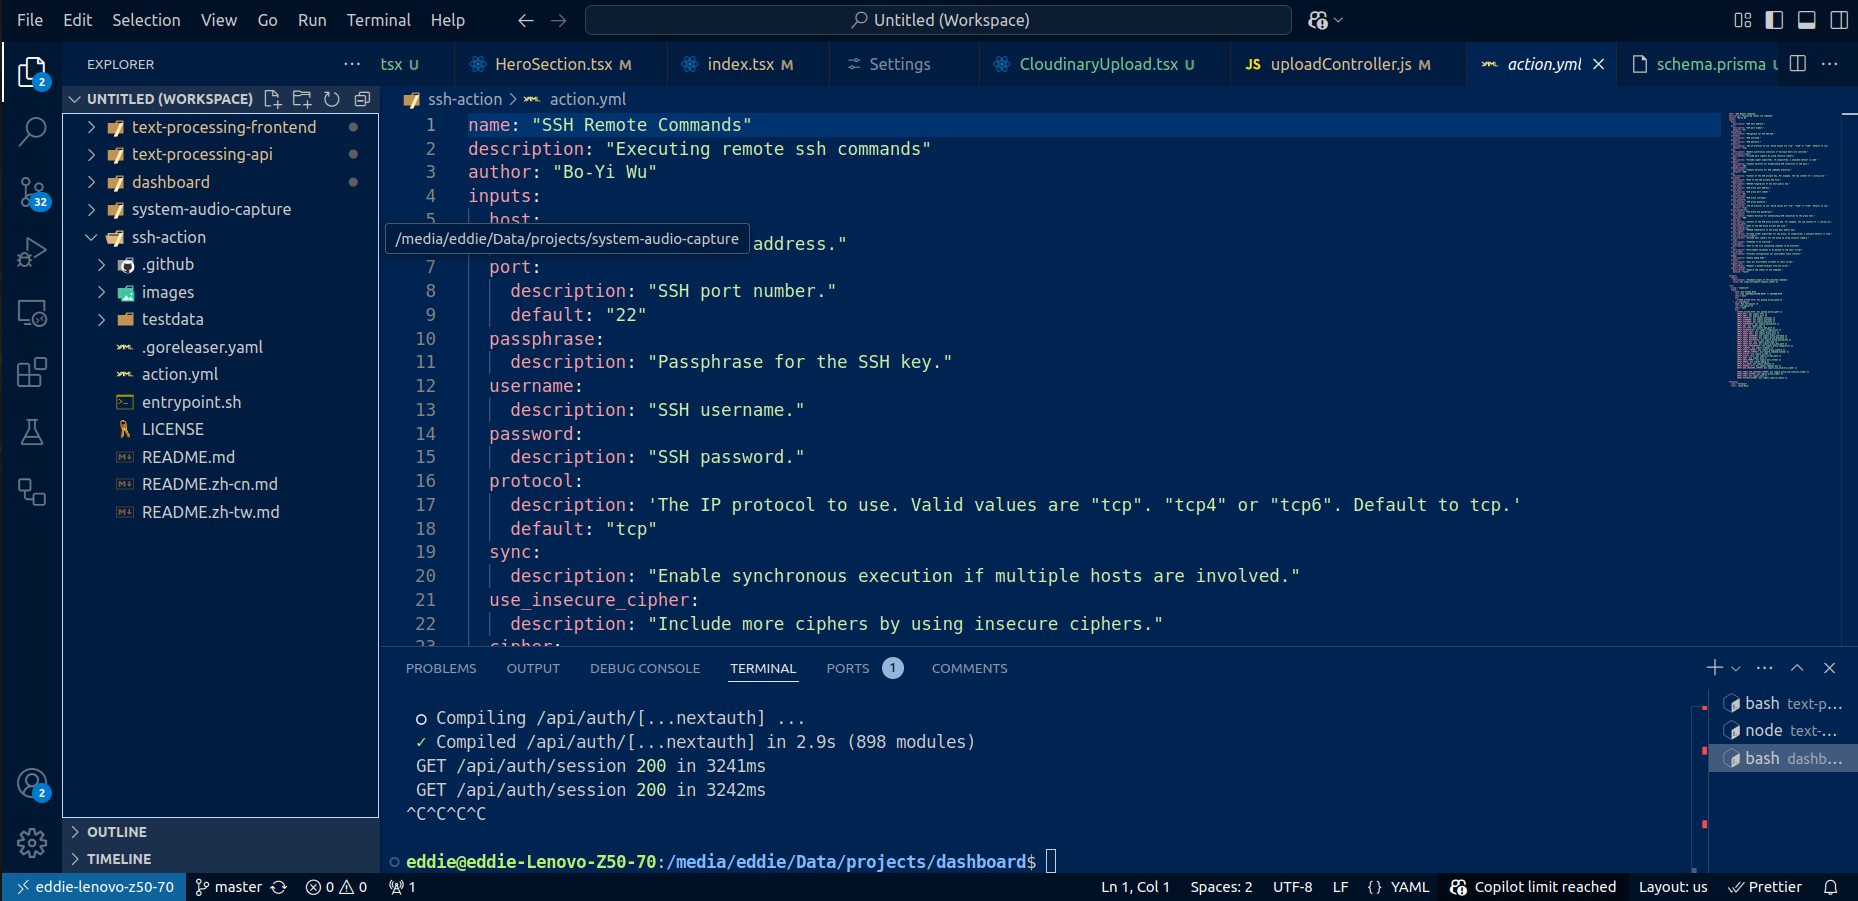 File Edit Selection View Go Run Terminal Help
Untitled (Workspace)
EXPLORER
tsx U
HeroSection.tsx M
index.tsx M
Settings
CloudinaryUpload.tsx U
JS uploadController.js M
action.yml
schema.prisma U
UNTITLED (WORKSPACE)
text-processing-frontend
text-processing-api
dashboard
system-audio-capture
ssh-action
.github
images
testdata
.goreleaser.yaml
action.yml
entrypoint.sh
LICENSE
README.md
README.zh-cn.md
README.zh-tw.md
OUTLINE
TIMELINE
2
32
2
ssh-action > action.yml
1 name: "SSH Remote Commands"
2 description: "Executing remote ssh commands"
3 author: "Bo-Yi Wu"
4 inputs:
5 host:
/media/eddie/Data/projects/system-audio-capture
address."
7 port:
8 description: "SSH port number."
9 default: "22"
10 passphrase:
11 description: "Passphrase for the SSH key."
12 username:
13 description: "SSH username."
14 password:
15 description: "SSH password."
16 protocol:
17 description: 'The IP protocol to use. Valid values are "tcp". "tcp4" or "tcp6". Default to tcp.'
18 default: "tcp"
19 sync:
20 description: "Enable synchronous execution if multiple hosts are involved."
21 use_insecure_cipher:
22 description: "Include more ciphers by using insecure ciphers."
23 cipher:
PROBLEMS OUTPUT DEBUG CONSOLE TERMINAL PORTS 1 COMMENTS
○ Compiling /api/auth/[...nextauth] ...
✓ Compiled /api/auth/[...nextauth] in 2.9s (898 modules)
GET /api/auth/session 200 in 3241ms
GET /api/auth/session 200 in 3242ms
^C^C^C^C
eddie@eddie-Lenovo-Z50-70:/media/eddie/Data/projects/dashboard$
bash text-p...
node text-...
bash dashb...
eddie-lenovo-z50-70 master 0 0 1 Ln 1, Col 1 Spaces: 2 UTF-8 LF {} YAML Copilot limit reached Layout: us Prettier